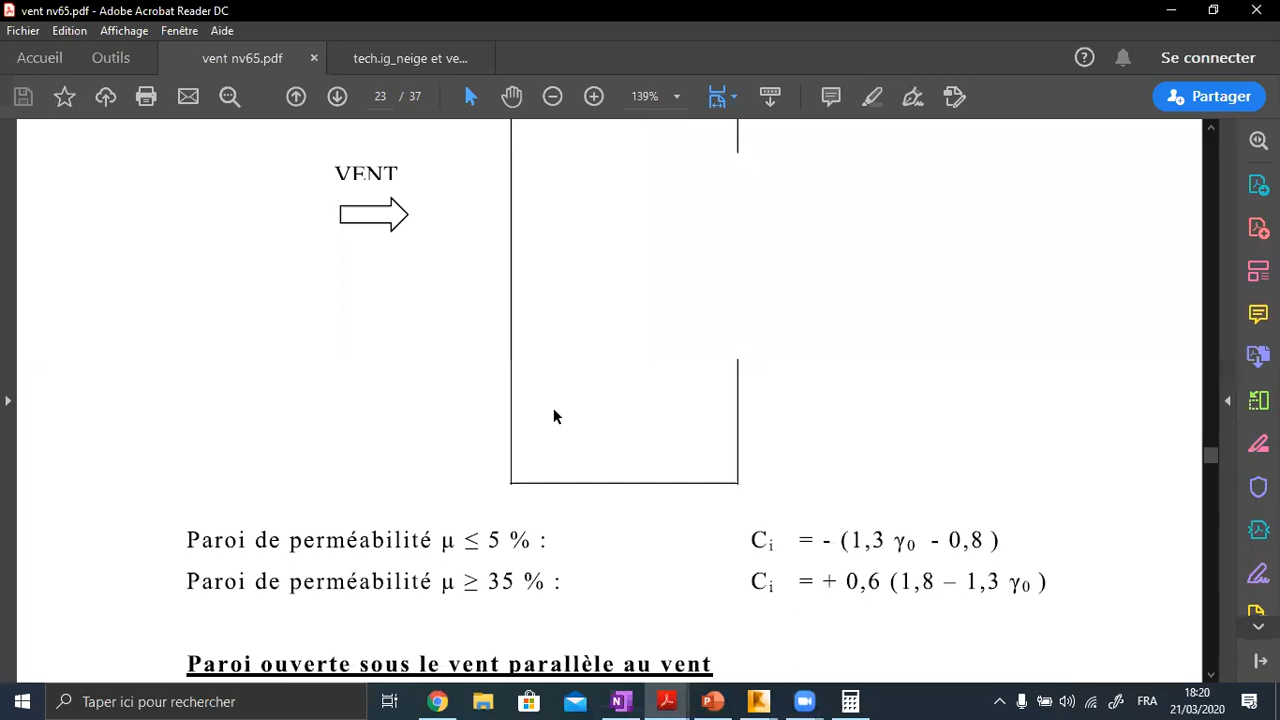 vent nv65.pdf - Adobe Acrobat Reader DC
Fichier Edition Affichage Fenêtre Aide
Accueil Outils vent nv65.pdf × tech.ig_neige et ve... Se connecter
23 / 37 139% Partager
VENT
Paroi de perméabilité μ ≤ 5 % : Ci = - (1,3 γ0 - 0,8 )
Paroi de perméabilité μ ≥ 35 % : Ci = + 0,6 (1,8 – 1,3 γ0 )
Paroi ouverte sous le vent parallèle au vent
Taper ici pour rechercher
FRA
18:20
21/03/2020